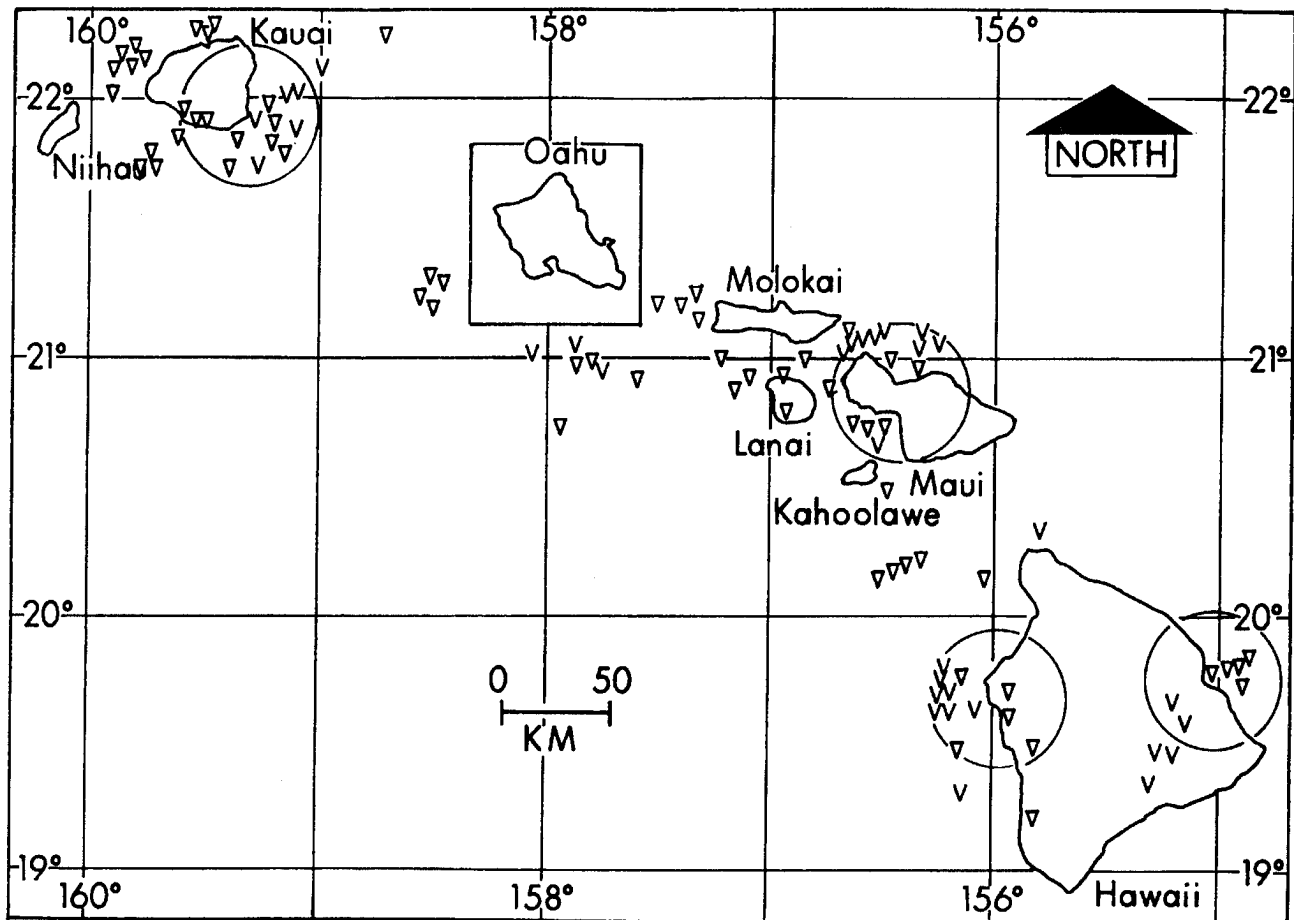 160° 158° 156°
Kauai
22° 22°
NORTH
Niihau
Oahu
Molokai
21° 21°
Lanai
Maui
Kahoolawe
20° 20°
0 50
KM
19° 19°
160° 158° 156°
Hawaii